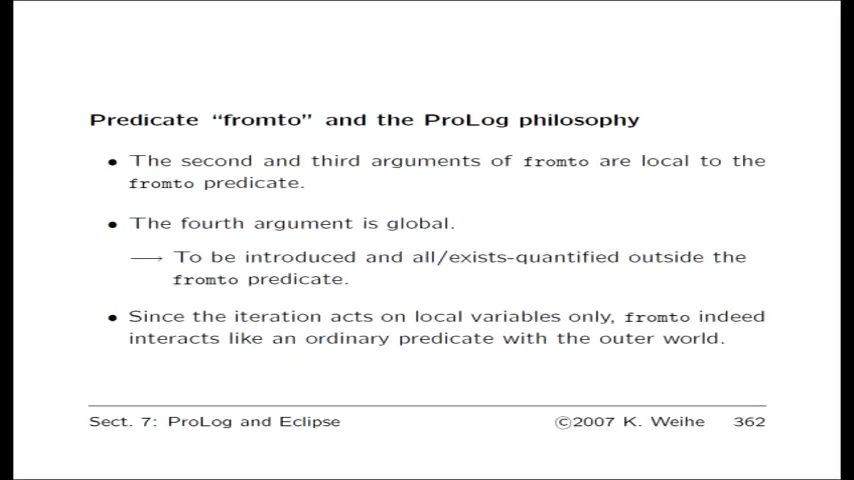 Predicate “fromto” and the ProLog philosophy
• The second and third arguments of fromto are local to the
fromto predicate.
• The fourth argument is global.
⟶ To be introduced and all/exists-quantified outside the
fromto predicate.
• Since the iteration acts on local variables only, fromto indeed
interacts like an ordinary predicate with the outer world.
Sect. 7: ProLog and Eclipse ©2007 K. Weihe 362